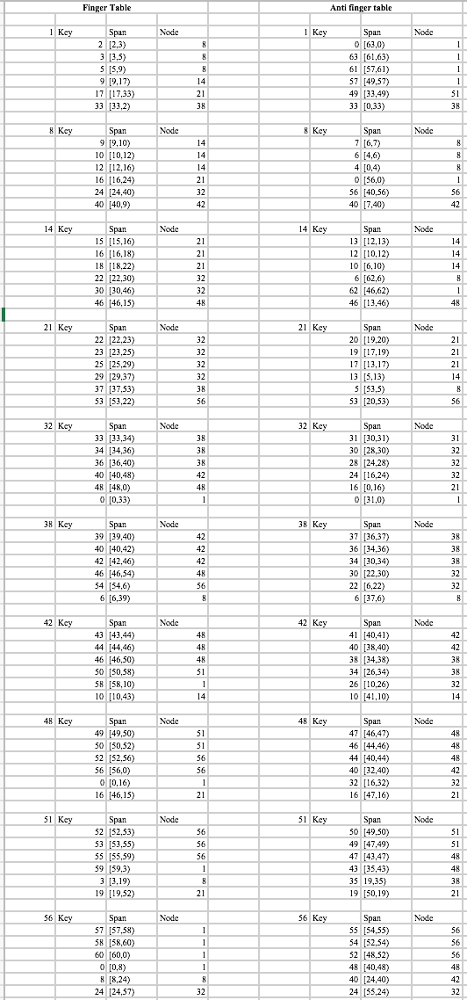 Finger Table Anti finger table
1 Key Span Node 1 Key Span Node
2 [2,3) 8 0 [63,0) 1
3 [3,5) 8 63 [61,63) 1
5 [5,9) 8 61 [57,61) 1
9 [9,17) 14 57 [49,57) 1
17 [17,33) 21 49 [33,49) 51
33 [33,2) 38 33 [0,33) 38
8 Key Span Node 8 Key Span Node
9 [9,10) 14 7 [6,7) 8
10 [10,12) 14 6 [4,6) 8
12 [12,16) 14 4 [0,4) 8
16 [16,24) 21 0 [56,0) 1
24 [24,40) 32 56 [40,56) 56
40 [40,9) 42 40 [7,40) 42
14 Key Span Node 14 Key Span Node
15 [15,16) 21 13 [12,13) 14
16 [16,18) 21 12 [10,12) 14
18 [18,22) 21 10 [6,10) 14
22 [22,30) 32 6 [62,6) 8
30 [30,46) 32 62 [46,62) 1
46 [46,15) 48 46 [13,46) 48
21 Key Span Node 21 Key Span Node
22 [22,23) 32 20 [19,20) 21
23 [23,25) 32 19 [17,19) 21
25 [25,29) 32 17 [13,17) 21
29 [29,37) 32 13 [5,13) 14
37 [37,53) 38 5 [53,5) 8
53 [53,22) 56 53 [20,53) 56
32 Key Span Node 32 Key Span Node
33 [33,34) 38 31 [30,31) 31
34 [34,36) 38 30 [28,30) 32
36 [36,40) 38 28 [24,28) 32
40 [40,48) 42 24 [16,24) 32
48 [48,0) 48 16 [0,16) 21
0 [0,33) 1 0 [31,0) 1
38 Key Span Node 38 Key Span Node
39 [39,40) 42 37 [36,37) 38
40 [40,42) 42 36 [34,36) 38
42 [42,46) 42 34 [30,34) 38
46 [46,54) 48 30 [22,30) 32
54 [54,6) 56 22 [6,22) 32
6 [6,39) 8 6 [37,6) 8
42 Key Span Node 42 Key Span Node
43 [43,44) 48 41 [40,41) 42
44 [44,46) 48 40 [38,40) 42
46 [46,50) 48 38 [34,38) 38
50 [50,58) 51 34 [26,34) 38
58 [58,10) 1 26 [10,26) 32
10 [10,43) 14 10 [41,10) 14
48 Key Span Node 48 Key Span Node
49 [49,50) 51 47 [46,47) 48
50 [50,52) 51 46 [44,46) 48
52 [52,56) 56 44 [40,44) 48
56 [56,0) 56 40 [32,40) 42
0 [0,16) 1 32 [16,32) 32
16 [46,15) 21 16 [47,16) 21
51 Key Span Node 51 Key Span Node
52 [52,53) 56 50 [49,50) 51
53 [53,55) 56 49 [47,49) 51
55 [55,59) 56 47 [43,47) 48
59 [59,3) 1 43 [35,43) 48
3 [3,19) 8 35 19,35) 38
19 [19,52) 21 19 [50,19) 21
56 Key Span Node 56 Key Span Node
57 [57,58) 1 55 [54,55) 56
58 [58,60) 1 54 [52,54) 56
60 [60,0) 1 52 [48,52) 56
0 [0,8) 1 48 [40,48) 48
8 [8,24) 8 40 [24,40) 42
24 [24,57) 32 24 [55,24) 32